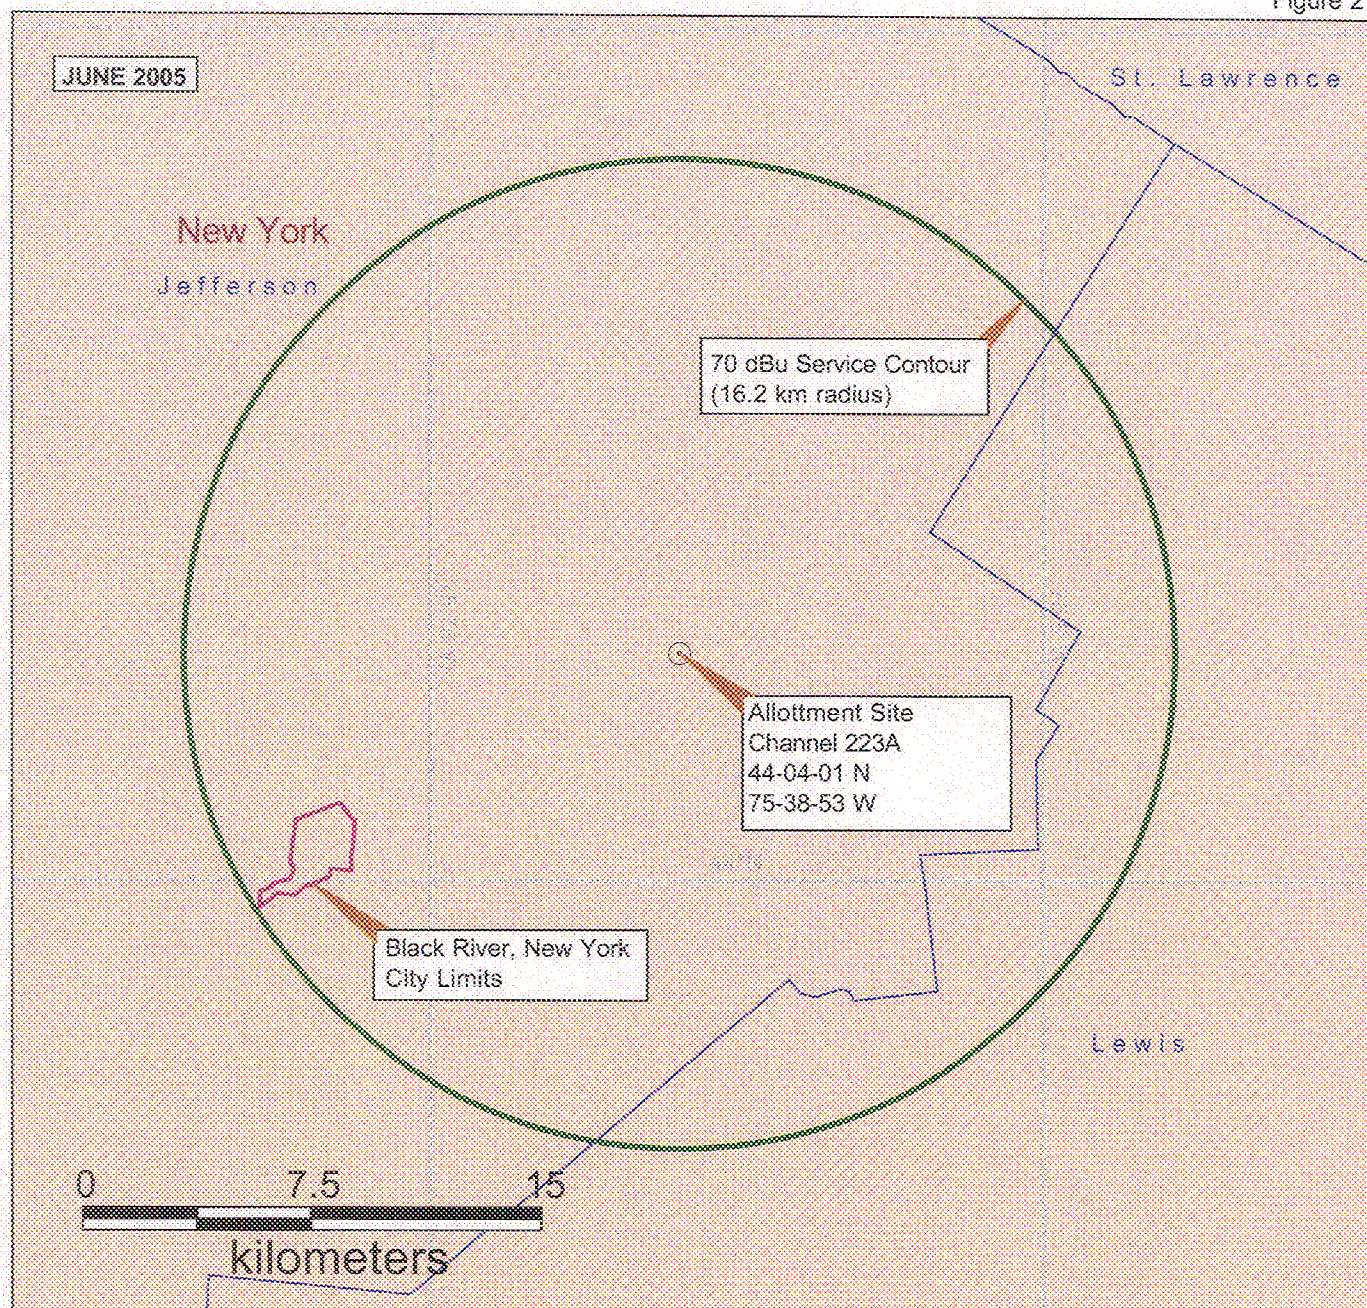 Figure 2
JUNE 2005
St. Lawrence
New York
Jefferson
70 dBu Service Contour
(16.2 km radius)
Allottment Site
Channel 223A
44-04-01 N
75-38-53 W
Black River, New York
City Limits
Lewis
0 7.5 15
kilometers